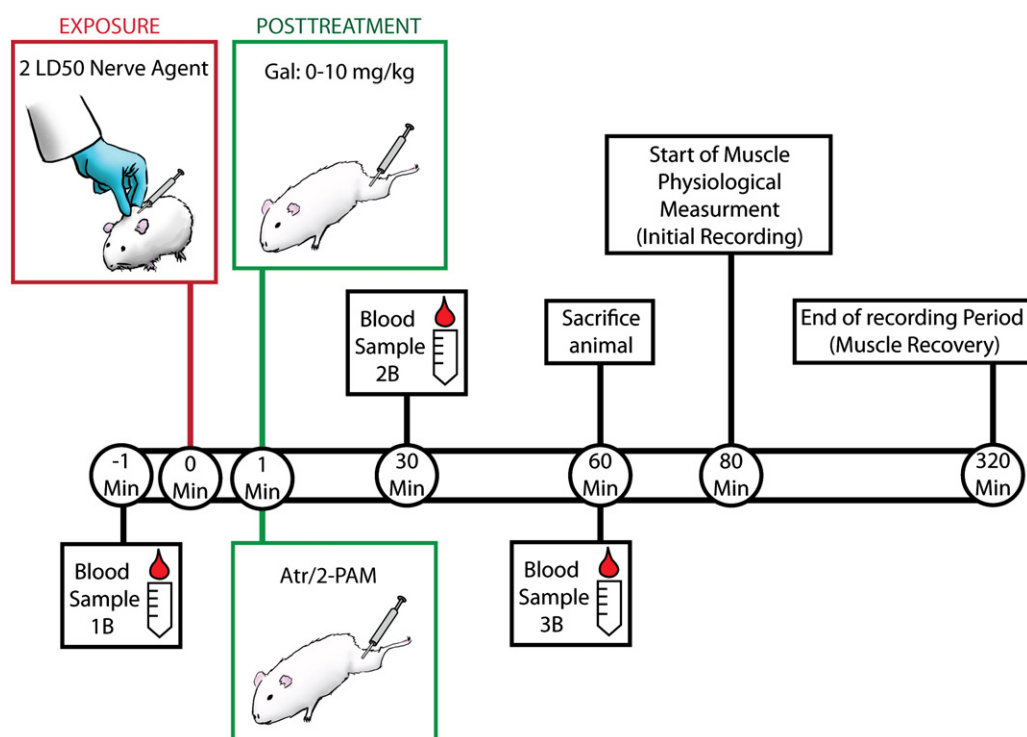 EXPOSURE
2 LD50 Nerve Agent
POSTTREATMENT
Gal: 0-10 mg/kg
Start of Muscle
Physiological
Measurment
(Initial Recording)
Blood
Sample
2B
Sacrifice
animal
End of recording Period
(Muscle Recovery)
-1
Min
0
Min
1
Min
30
Min
60
Min
80
Min
320
Min
Blood
Sample
1B
Atr/2-PAM
Blood
Sample
3B